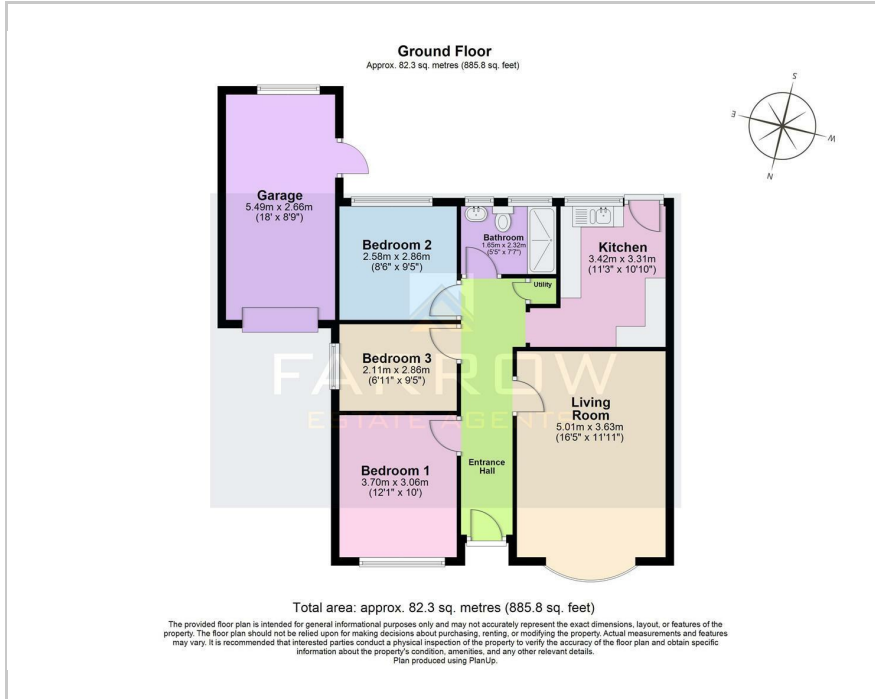 Ground Floor
Approx. 82.3 sq. metres (885.8 sq. feet)
S
E
W
N
Garage
5.49m x 2.66m
(18' x 8'9")
Bedroom 2
2.58m x 2.86m
(8'6" x 9'5")
Bathroom
1.65m x 2.32m
(5'5" x 7'7")
Kitchen
3.42m x 3.31m
(11'3" x 10'10")
Utility
Bedroom 3
2.11m x 2.86m
(6'11" x 9'5")
FARROW
ESTATE AGENTS
Living
Room
5.01m x 3.63m
(16'5" x 11'11")
Bedroom 1
3.70m x 3.06m
(12'1" x 10')
Entrance
Hall
Total area: approx. 82.3 sq. metres (885.8 sq. feet)
The provided floor plan is intended for general informational purposes only and may not accurately represent the exact dimensions, layout, or features of the
property. The floor plan should not be relied upon for making decisions about purchasing, renting, or modifying the property. Actual measurements and features
may vary. It is recommended that interested parties conduct a physical inspection of the property to verify the accuracy of the floor plan and obtain specific
information about the property's condition, amenities, and any other relevant details.
Plan produced using PlanUp.